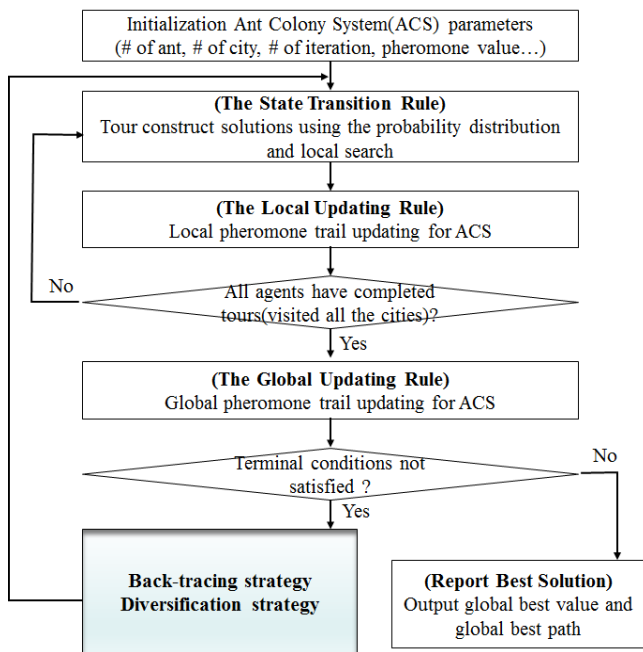 Initialization Ant Colony System(ACS) parameters
(# of ant, # of city, # of iteration, pheromone value…)
(The State Transition Rule)
Tour construct solutions using the probability distribution
and local search
(The Local Updating Rule)
Local pheromone trail updating for ACS
No
All agents have completed
tours(visited all the cities)?
Yes
(The Global Updating Rule)
Global pheromone trail updating for ACS
Terminal conditions not
satisfied ?
No
Yes
Back-tracing strategy
Diversification strategy
(Report Best Solution)
Output global best value and
global best path